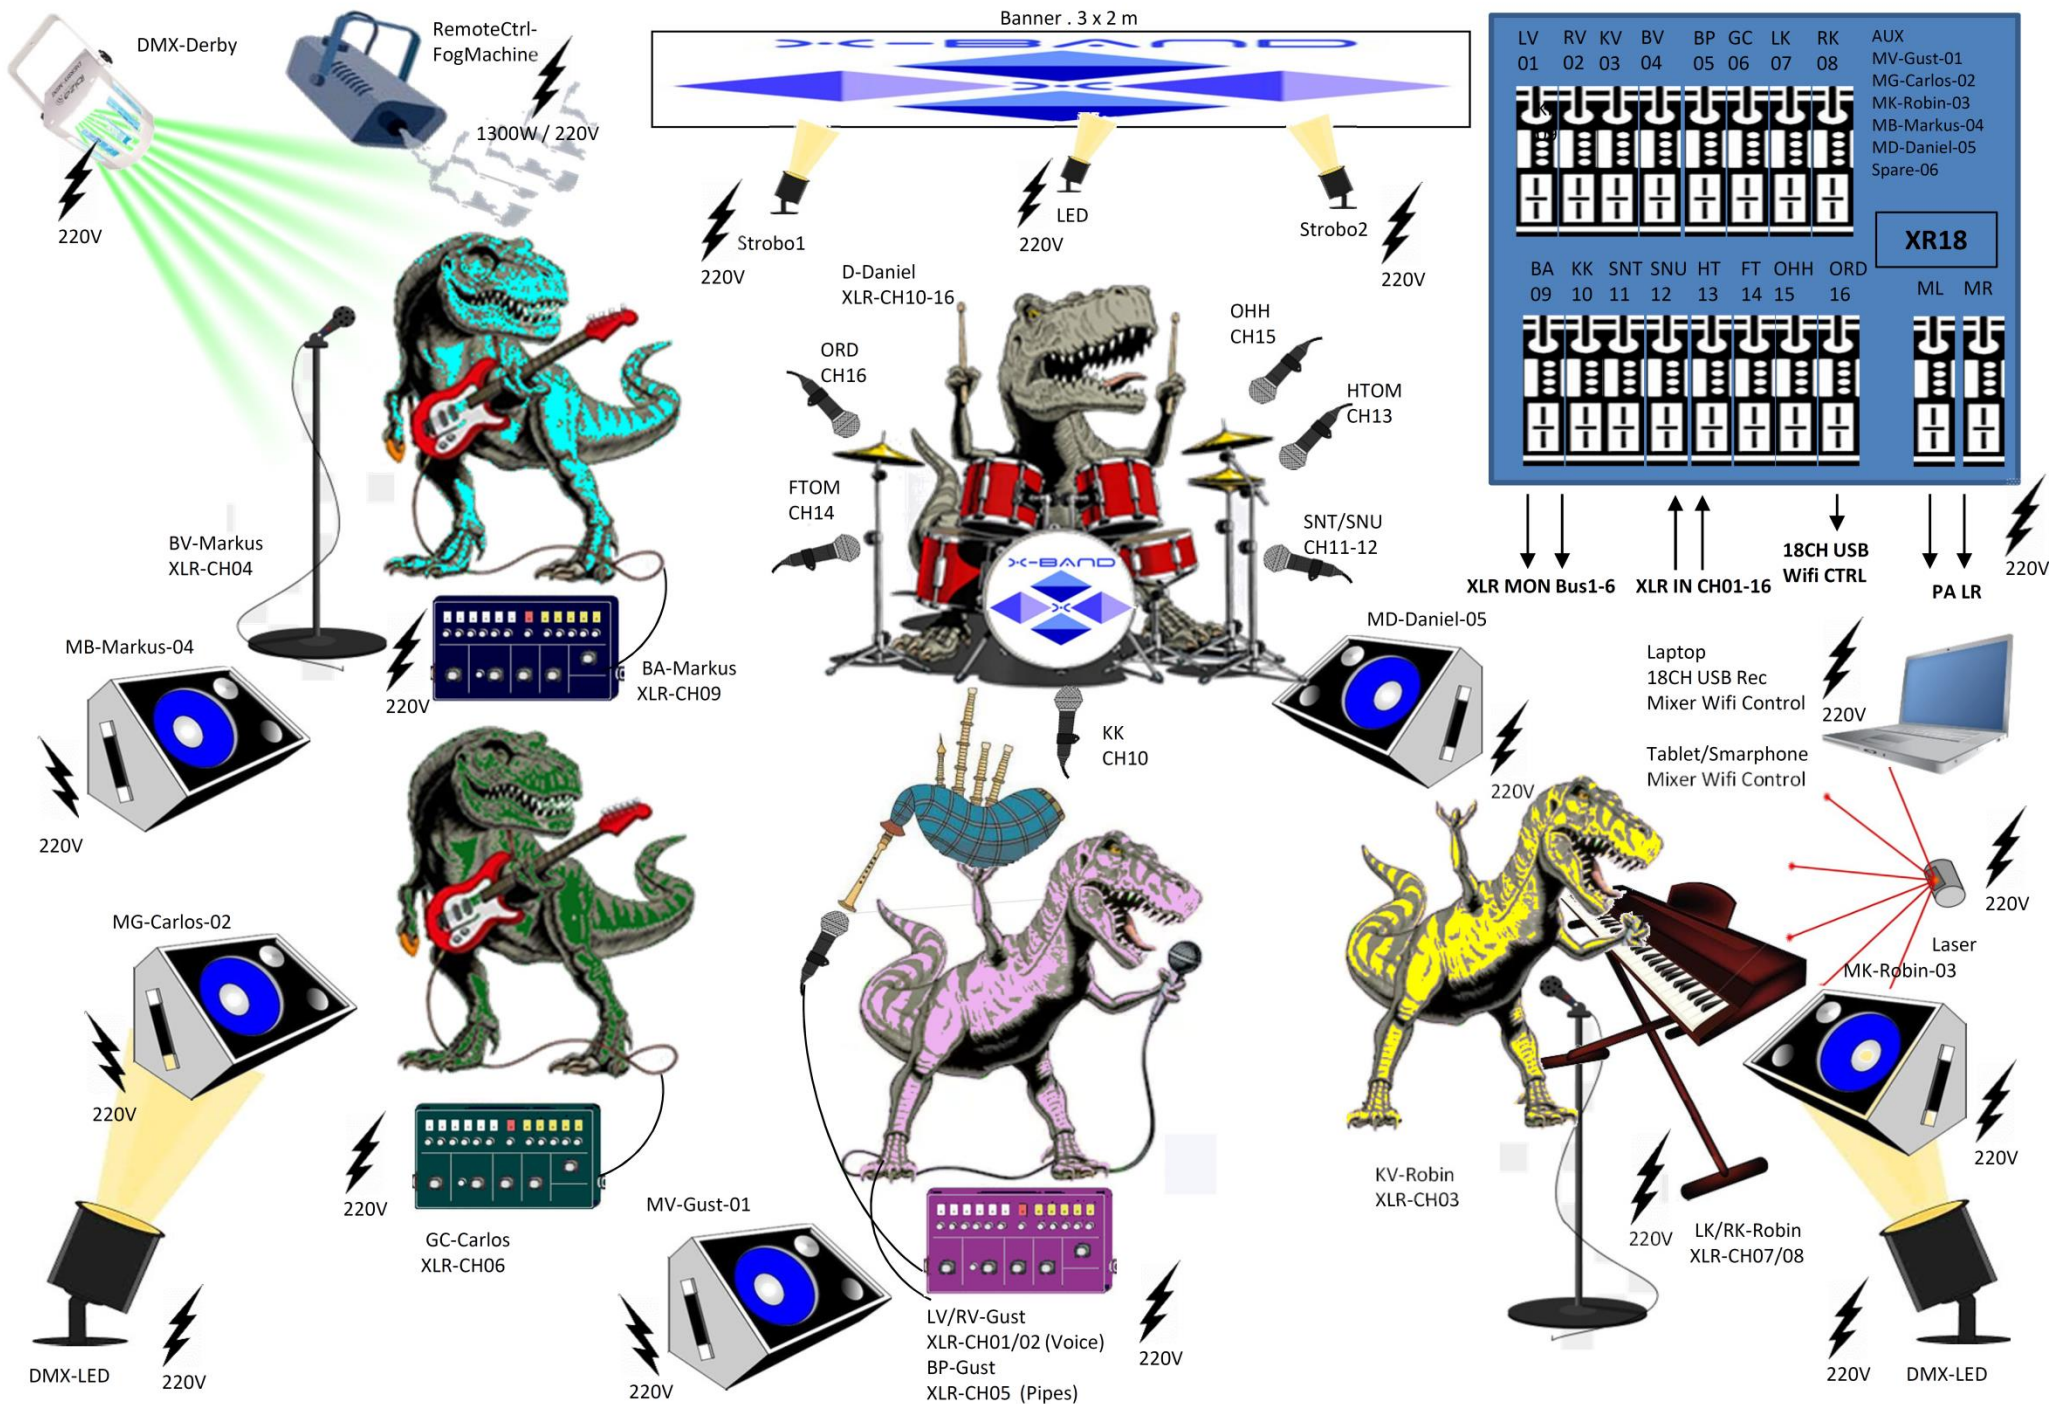 DMX-Derby
220V
RemoteCtrl-
FogMachine
1300W / 220V
Banner . 3 x 2 m
X-BAND
Strobo1
220V
LED
220V
Strobo2
220V
LV RV KV BV BP GC LK RK
01 02 03 04 05 06 07 08
AUX
MV-Gust-01
MG-Carlos-02
MK-Robin-03
MB-Markus-04
MD-Daniel-05
Spare-06
XR18
BA KK SNT SNU HT FT OHH ORD
09 10 11 12 13 14 15 16
ML MR
XLR MON Bus1-6
XLR IN CH01-16
18CH USB
Wifi CTRL
PA LR
220V
D-Daniel
XLR-CH10-16
ORD
CH16
OHH
CH15
HTOM
CH13
FTOM
CH14
SNT/SNU
CH11-12
X-BAND
KK
CH10
BV-Markus
XLR-CH04
220V
BA-Markus
XLR-CH09
MB-Markus-04
220V
MD-Daniel-05
220V
Laptop
18CH USB Rec
Mixer Wifi Control
220V
Tablet/Smarphone
Mixer Wifi Control
220V
Laser
MG-Carlos-02
220V
MK-Robin-03
220V
220V
GC-Carlos
XLR-CH06
MV-Gust-01
220V
LV/RV-Gust
XLR-CH01/02 (Voice)
BP-Gust
XLR-CH05 (Pipes)
220V
KV-Robin
XLR-CH03
220V
LK/RK-Robin
XLR-CH07/08
DMX-LED
220V
220V
DMX-LED